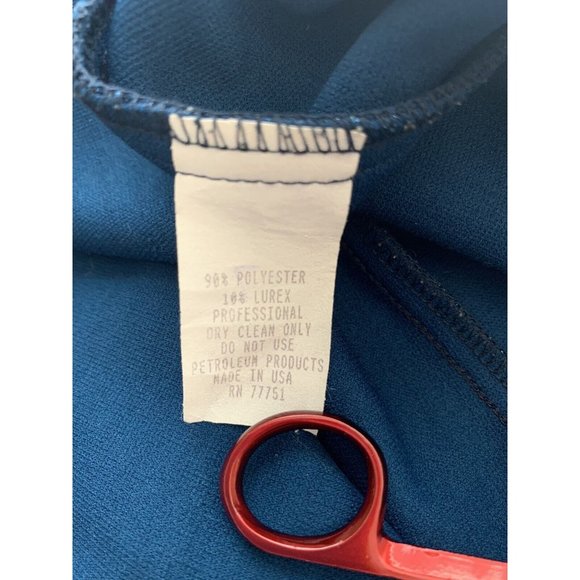 90% POLYESTER
10% LUREX
PROFESSIONAL
DRY CLEAN ONLY
DO NOT USE
PETROLEUM PRODUCTS
MADE IN USA
RN 77751